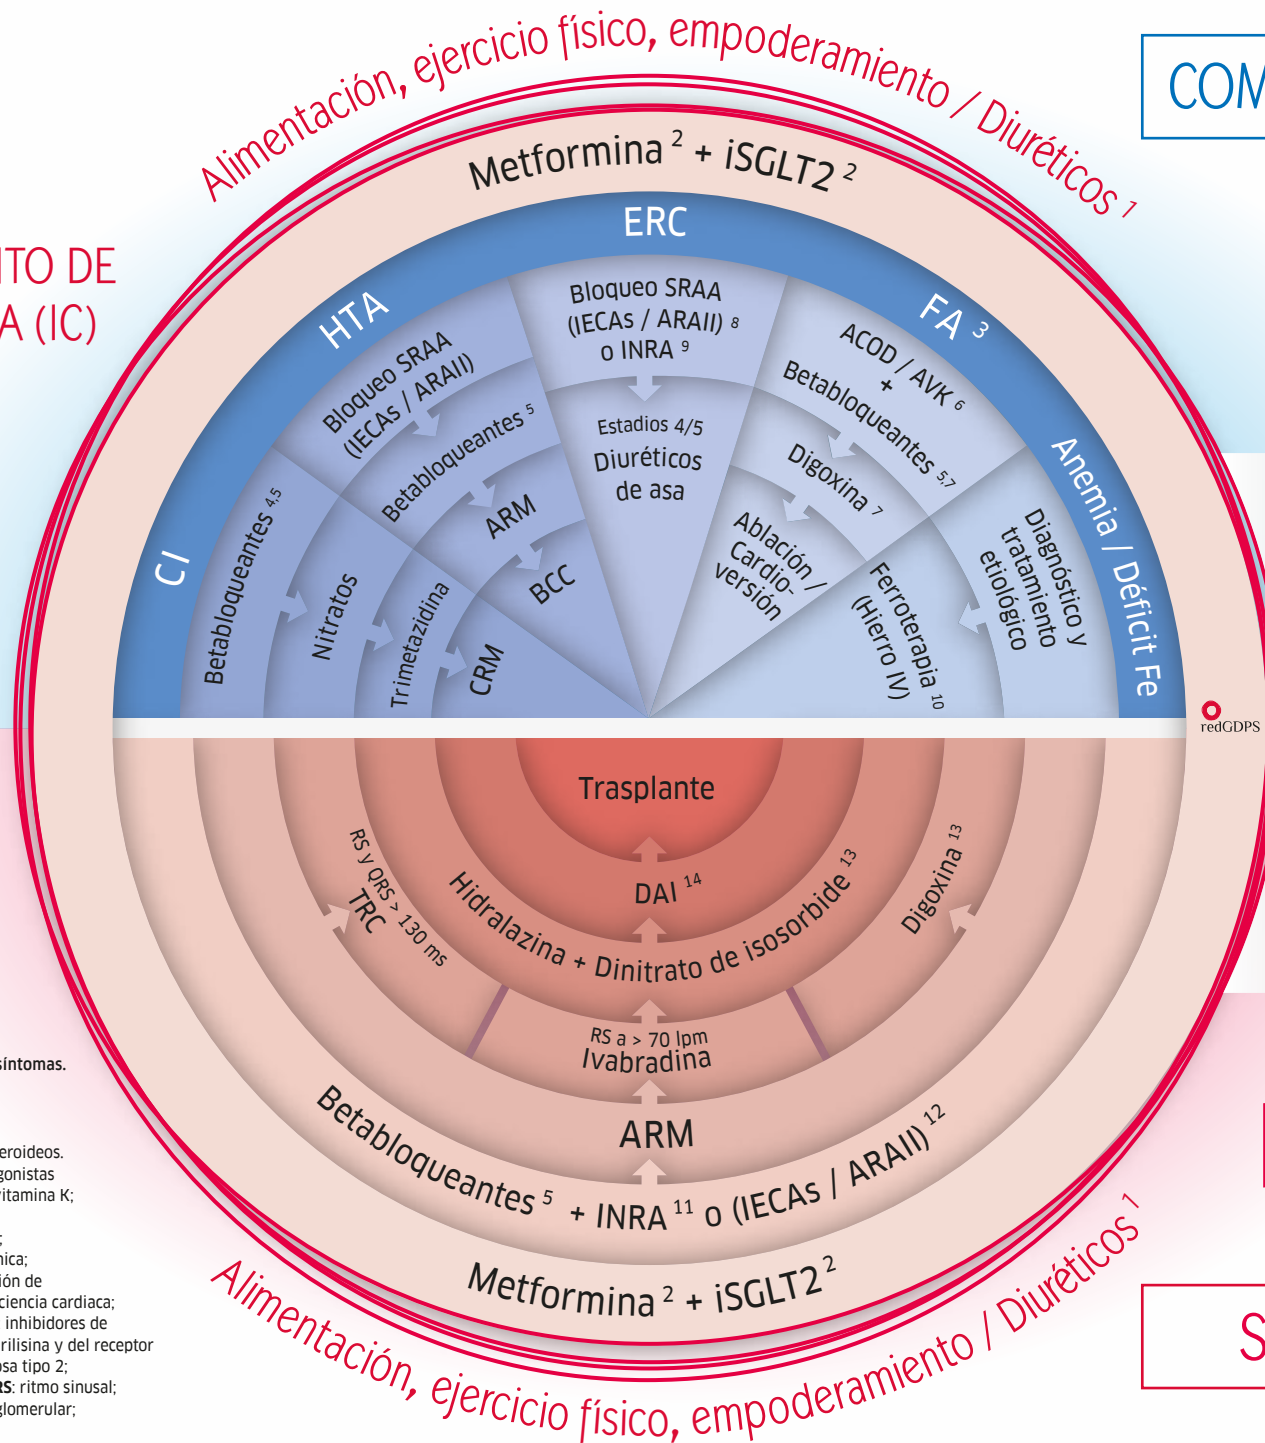 Alimentación, ejercicio físico, empoderamiento / Diuréticos 1
COM
Metformina 2 + iSGLT2 2
TO DE
A (IC)
ERC
HTA
FA 3
CI
Anemia / Déficit Fe
Bloqueo SRAA
(IECAs / ARAII) 8
o INRA 9
Estadios 4/5
Diuréticos
de asa
Bloqueo SRAA
(IECAs / ARAII)
Betabloqueantes 5
ARM
BCC
ACOD / AVK 6
+
Betabloqueantes 5,7
Digoxina 7
Ablación /
Cardio-
versión
Betabloqueantes 4,5
Nitratos
Trimetazidina
CRM
Diagnóstico y
tratamiento
etiológico
Ferroterapia 10
(Hierro IV)
redGDPS
Trasplante
DAI 14
Hidralazina + Dinitrato de isosorbide 13
RS y QRS > 130 ms
TRC
Digoxina 13
RS a > 70 lpm
Ivabradina
ARM
Betabloqueantes 5 + INRA 11 o (IECAs / ARAII) 12
Metformina 2 + iSGLT2 2
Alimentación, ejercicio físico, empoderamiento / Diuréticos 1
S
síntomas.
eroideos.
gonistas
vitamina K;
;
nica;
ión de
ciencia cardiaca;
inhibidores de
rilisina y del receptor
osa tipo 2;
RS: ritmo sinusal;
glomerular;